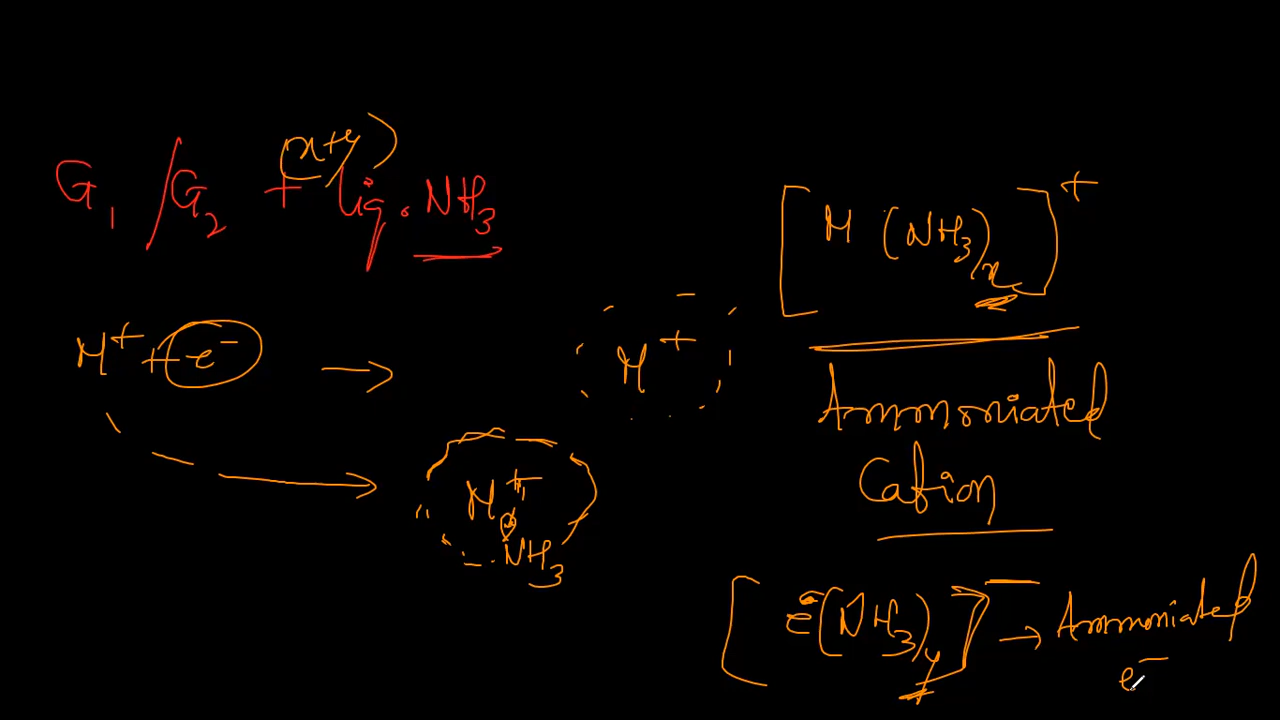 G₁/G₂ + (x+y) liq. NH₃
M⁺ + e⁻ →
M⁺
M⁺
NH₃
[M(NH₃)ₓ]⁺
Ammoniated
Cation
[e⁻(NH₃)y]⁻ → Ammoniated
e⁻